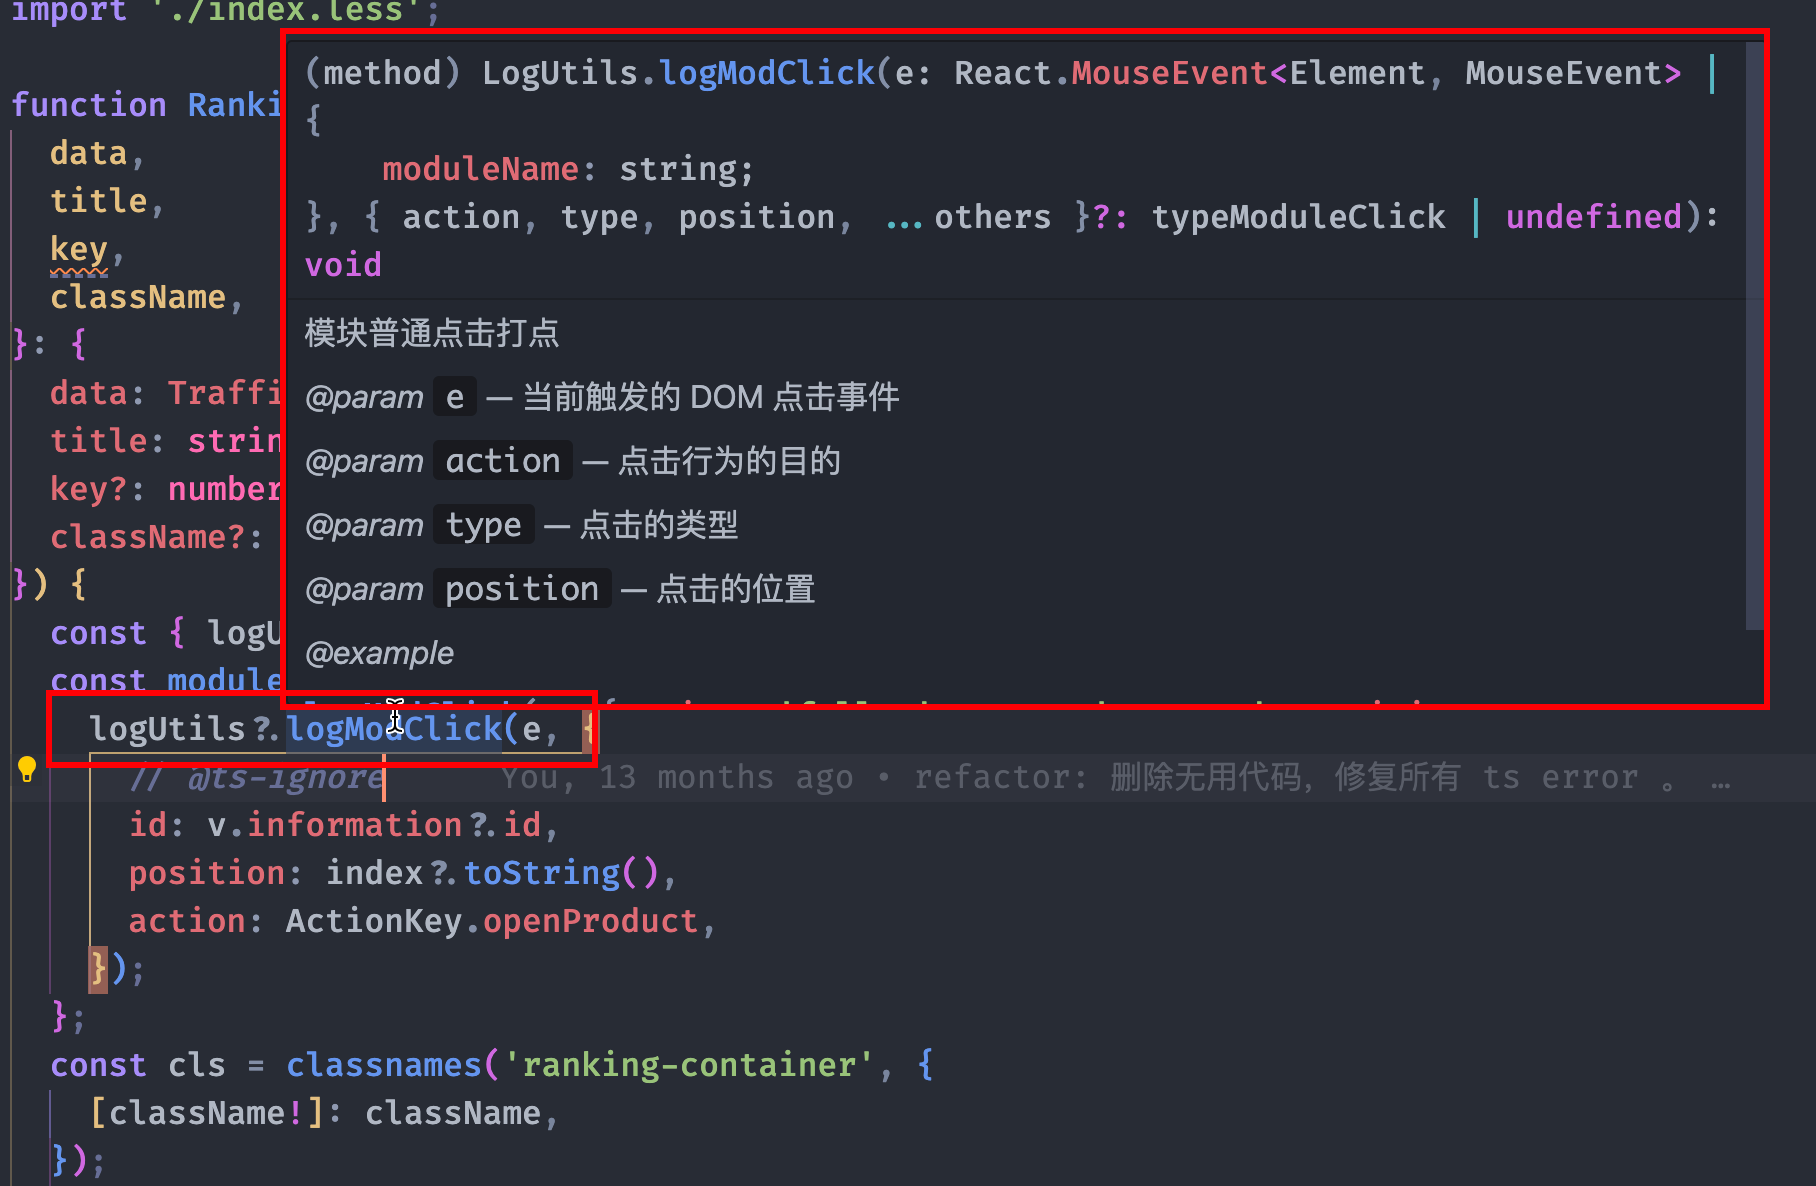 import './index.less';
(method) LogUtils.logModClick(e: React.MouseEvent<Element, MouseEvent> |
{
moduleName: string;
}, { action, type, position, ...others }?: typeModuleClick | undefined):
void
模块普通点击打点
@param e — 当前触发的 DOM 点击事件
@param action — 点击行为的目的
@param type — 点击的类型
@param position — 点击的位置
@example
function Ranki
data,
title,
key,
className,
}: {
data: Traffi
title: strin
key?: number
className?:
}) {
const { logU
const module
logUtils?.logModClick(e, {
// @ts-ignore You, 13 months ago • refactor: 删除无用代码, 修复所有 ts error 。 …
id: v.information?.id,
position: index?.toString(),
action: ActionKey.openProduct,
});
};
const cls = classnames('ranking-container', {
[className!]: className,
});